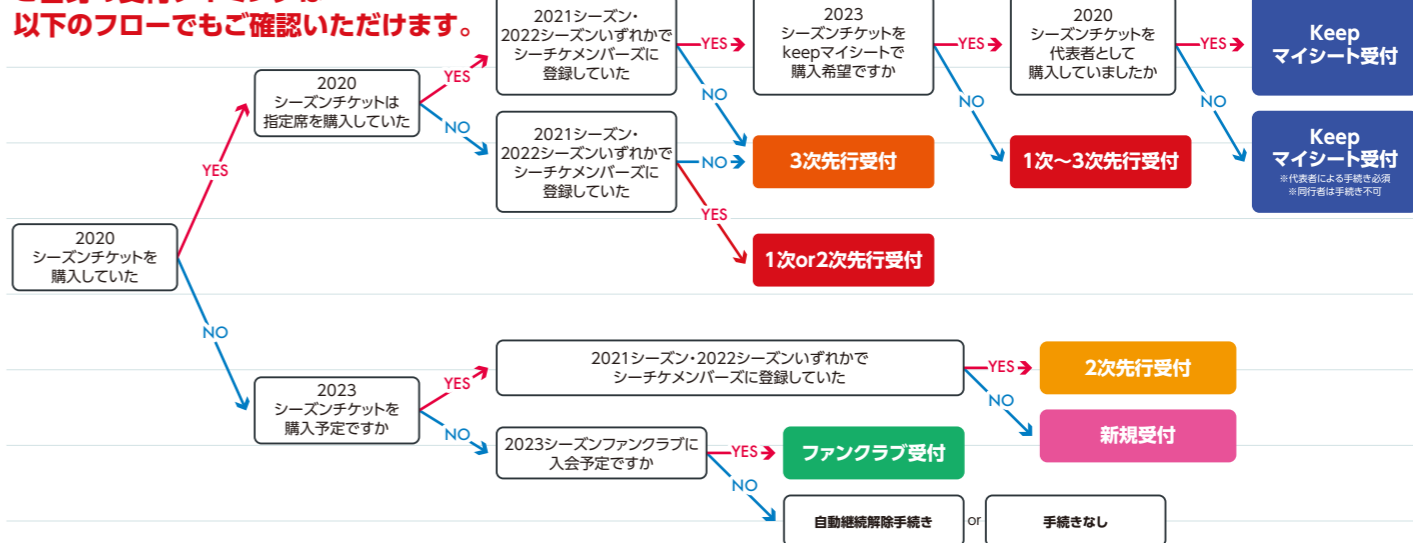 以下のフローでもご確認いただけます。
2020
シーズンチケットを
購入していた
YES
NO
2020
シーズンチケットは
指定席を購入していた
YES
NO
2021シーズン・
2022シーズンいずれかで
シーチケメンバーズに
登録していた
YES
NO
2023
シーズンチケットを
keepマイシートで
購入希望ですか
YES
NO
2020
シーズンチケットを
代表者として
購入していましたか
YES
NO
Keep
マイシート受付
Keep
マイシート受付
※代表者による手続き必須
※同行者は手続き不可
2021シーズン・
2022シーズンいずれかで
シーチケメンバーズに
登録していた
NO
YES
3次先行受付
1次～3次先行受付
1次or2次先行受付
2023
シーズンチケットを
購入予定ですか
YES
NO
2021シーズン・2022シーズンいずれかで
シーチケメンバーズに登録していた
YES
NO
2次先行受付
新規受付
2023シーズンファンクラブに
入会予定ですか
YES
NO
ファンクラブ受付
自動継続解除手続き
or
手続きなし